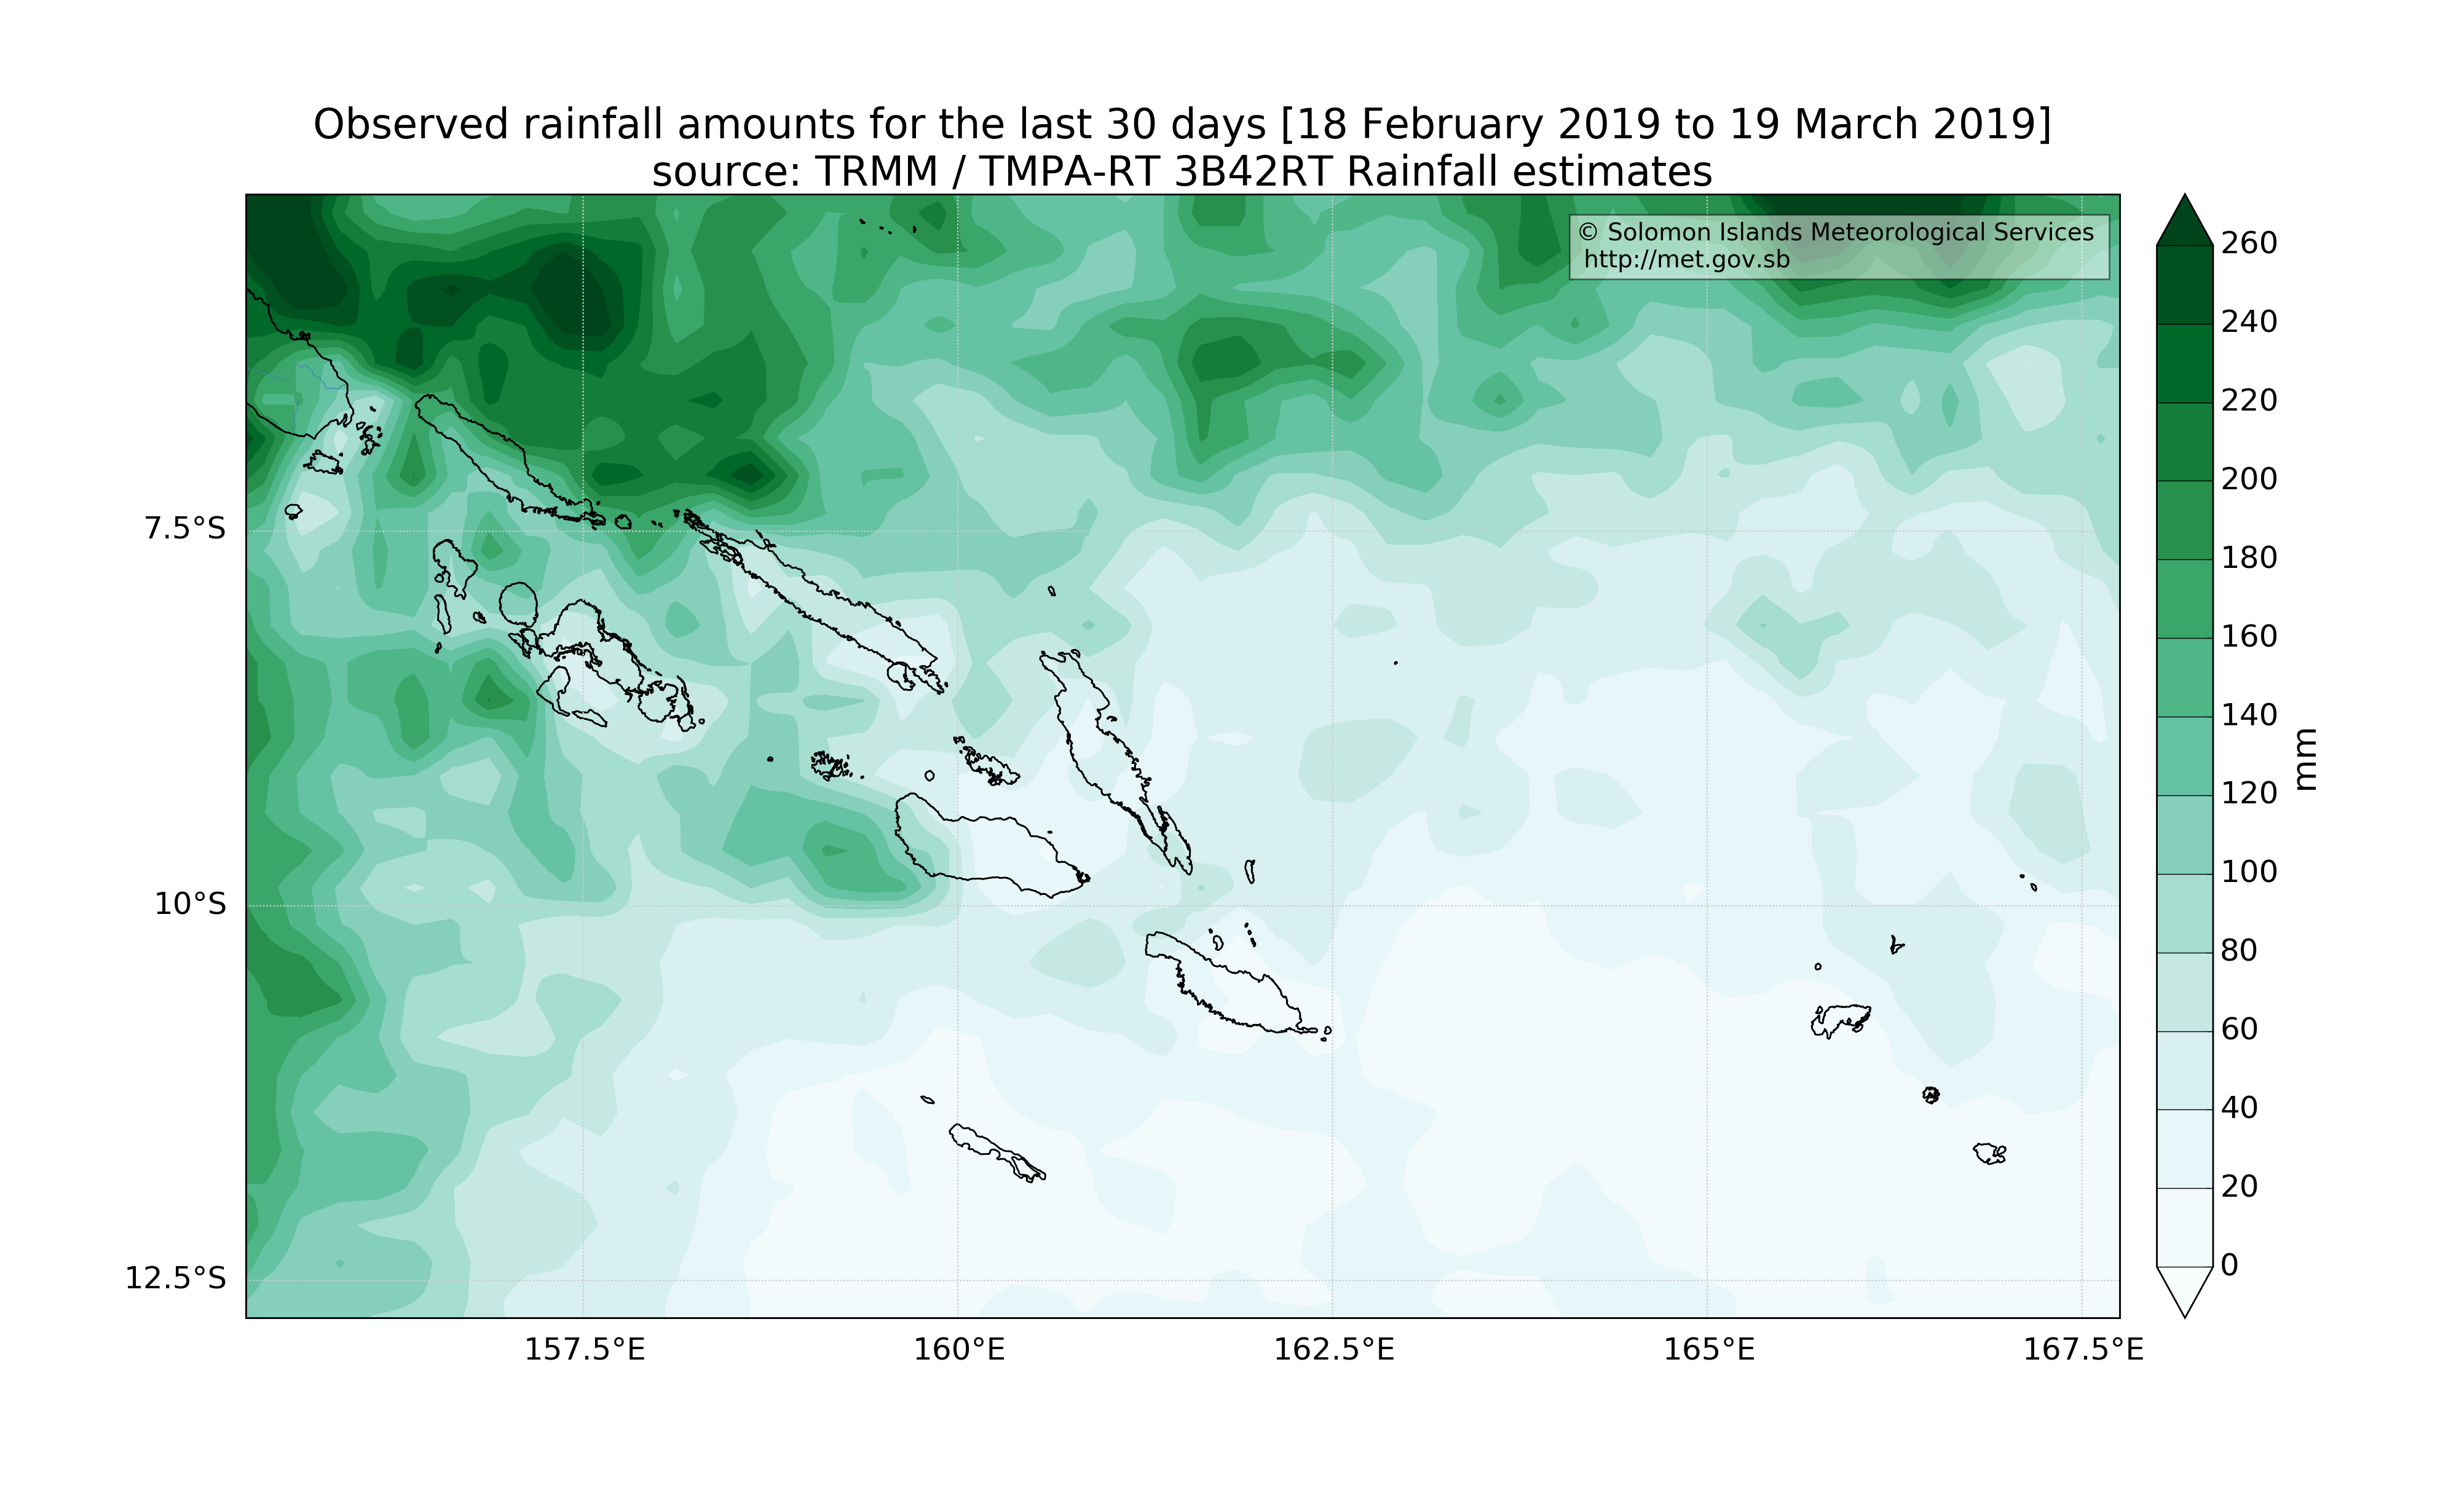 Observed rainfall amounts for the last 30 days [18 February 2019 to 19 March 2019]
source: TRMM / TMPA-RT 3B42RT Rainfall estimates
© Solomon Islands Meteorological Services
http://met.gov.sb
7.5°S
10°S
12.5°S
157.5°E
160°E
162.5°E
165°E
167.5°E
260
240
220
200
180
160
140
120
100
80
60
40
20
0
mm